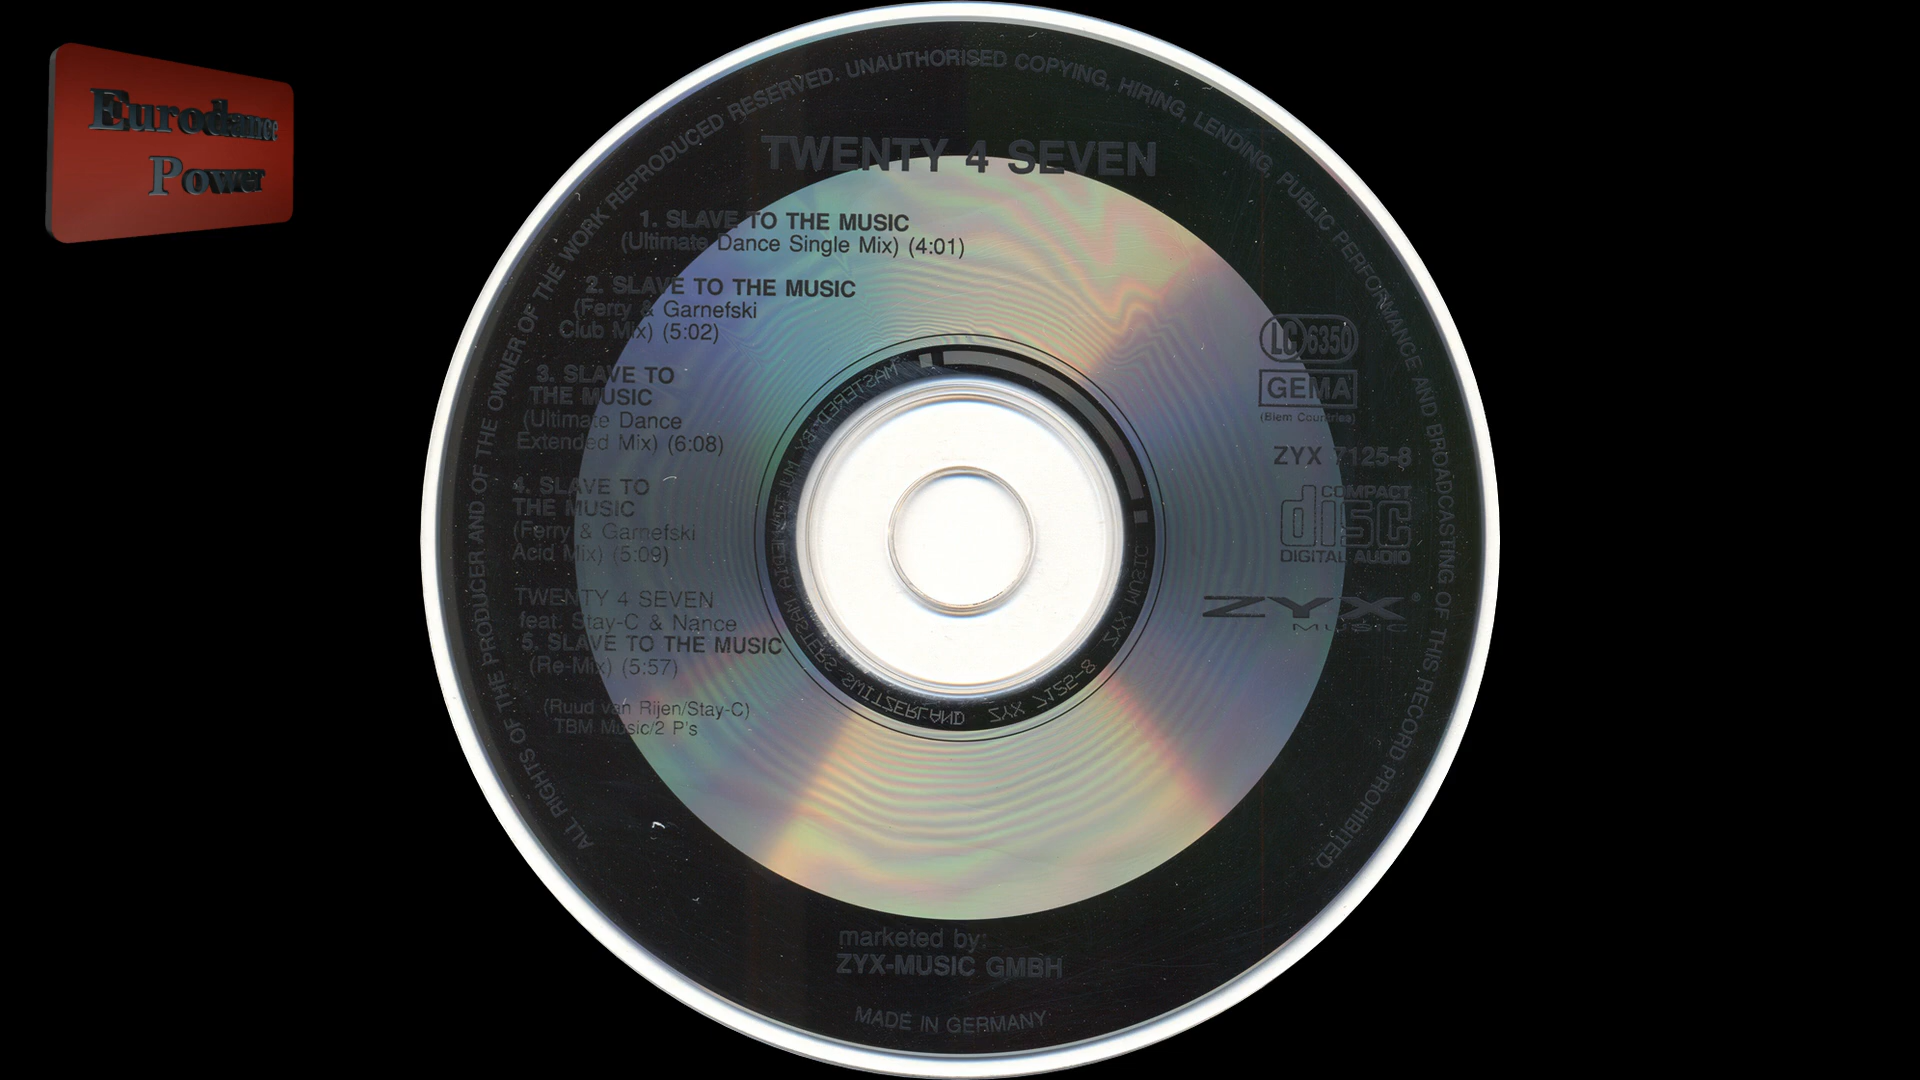 Eurodance
Power
ALL RIGHTS OF THE PRODUCER AND OF THE OWNER OF THE WORK REPRODUCED RESERVED. UNAUTHORISED COPYING, HIRING, LENDING, PUBLIC PERFORMANCE AND BROADCASTING OF THIS RECORD PROHIBITED
TWENTY 4 SEVEN
1. SLAVE TO THE MUSIC
(Ultimate Dance Single Mix) (4:01)
2. SLAVE TO THE MUSIC
(Ferry & Garnefski
Club Mix) (5:02)
3. SLAVE TO
THE MUSIC
(Ultimate Dance
Extended Mix) (6:08)
4. SLAVE TO
THE MUSIC
(Ferry & Garnefski
Acid Mix) (5:09)
TWENTY 4 SEVEN
feat. Stay-C & Nance
5. SLAVE TO THE MUSIC
(Re-Mix) (5:57)
(Ruud van Rijen/Stay-C)
TBM Music/2 P's
LC 6350
GEMA
(Biem Countries)
ZYX 7125-8
COMPACT
disc
DIGITAL AUDIO
ZYX®
MUSIC
ZYX MUSIC
ZYX 7125-8
MASTERED BY
SWITZERLAND
marketed by:
ZYX-MUSIC GMBH
MADE IN GERMANY